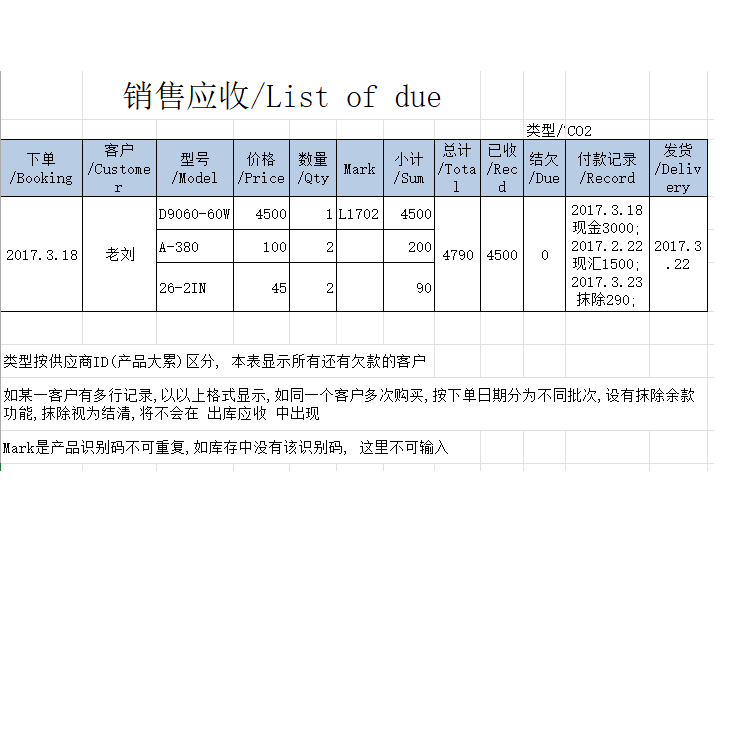 销售应收/List of due
类型/CO2
下单/Booking 客户/Customer 型号/Model 价格/Price 数量/Qty Mark 小计/Sum 总计/Total 已收/Recd 结欠/Due 付款记录/Record 发货/Delivery
2017.3.18 老刘 D9060-60W 4500 1 L1702 4500 4790 4500 0 2017.3.18 现金3000; 2017.2.22 现汇1500; 2017.3.23 抹除290; 2017.3.22
A-380 100 2 200
26-2IN 45 2 90
类型按供应商ID(产品大累)区分, 本表显示所有还有欠款的客户
如某一客户有多行记录,以以上格式显示,如同一个客户多次购买,按下单日期分为不同批次,设有抹除余款
功能,抹除视为结清,将不会在 出库应收 中出现
Mark是产品识别码不可重复,如库存中没有该识别码, 这里不可输入